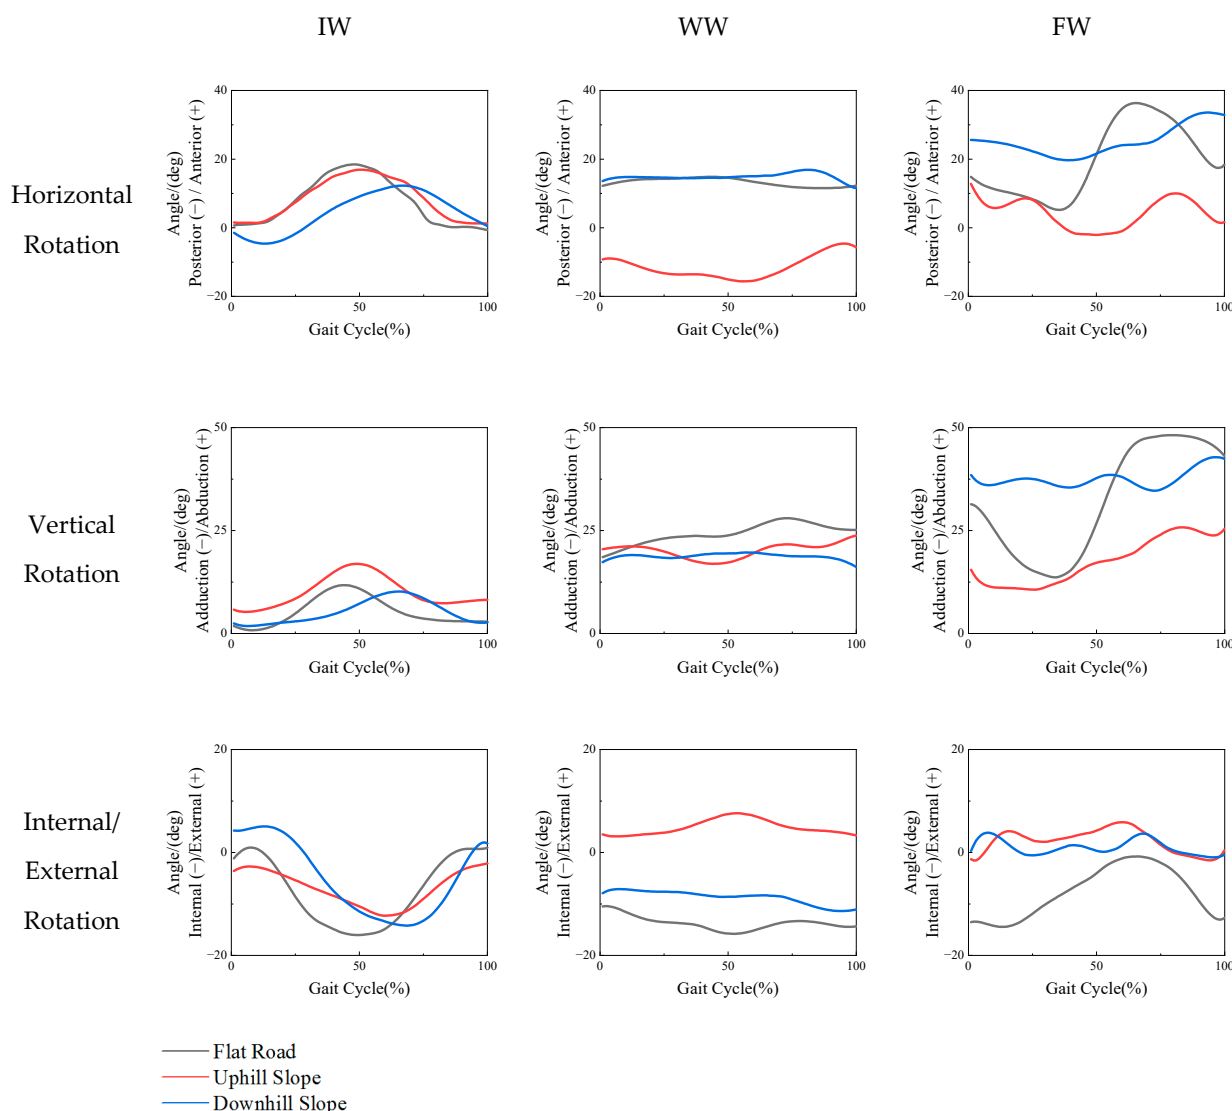 IW WW FW
Horizontal
Rotation
Angle/(deg)
Posterior (−) / Anterior (+)
40
20
0
−20
0 50 100
Gait Cycle(%)
Angle/(deg)
Posterior (−) / Anterior (+)
40
20
0
−20
0 50 100
Gait Cycle(%)
Angle/(deg)
Posterior (−) / Anterior (+)
40
20
0
−20
0 50 100
Gait Cycle(%)
Vertical
Rotation
Angle/(deg)
Adduction (−)/Abduction (+)
50
25
0
0 50 100
Gait Cycle(%)
Angle/(deg)
Adduction (−)/Abduction (+)
50
25
0
0 50 100
Gait Cycle(%)
Angle/(deg)
Adduction (−)/Abduction (+)
50
25
0
0 50 100
Gait Cycle(%)
Internal/
External
Rotation
Angle/(deg)
Internal (−)/External (+)
20
0
−20
0 50 100
Gait Cycle(%)
Angle/(deg)
Internal (−)/External (+)
20
0
−20
0 50 100
Gait Cycle(%)
Angle/(deg)
Internal (−)/External (+)
20
0
−20
0 50 100
Gait Cycle(%)
Flat Road
Uphill Slope
Downhill Slope